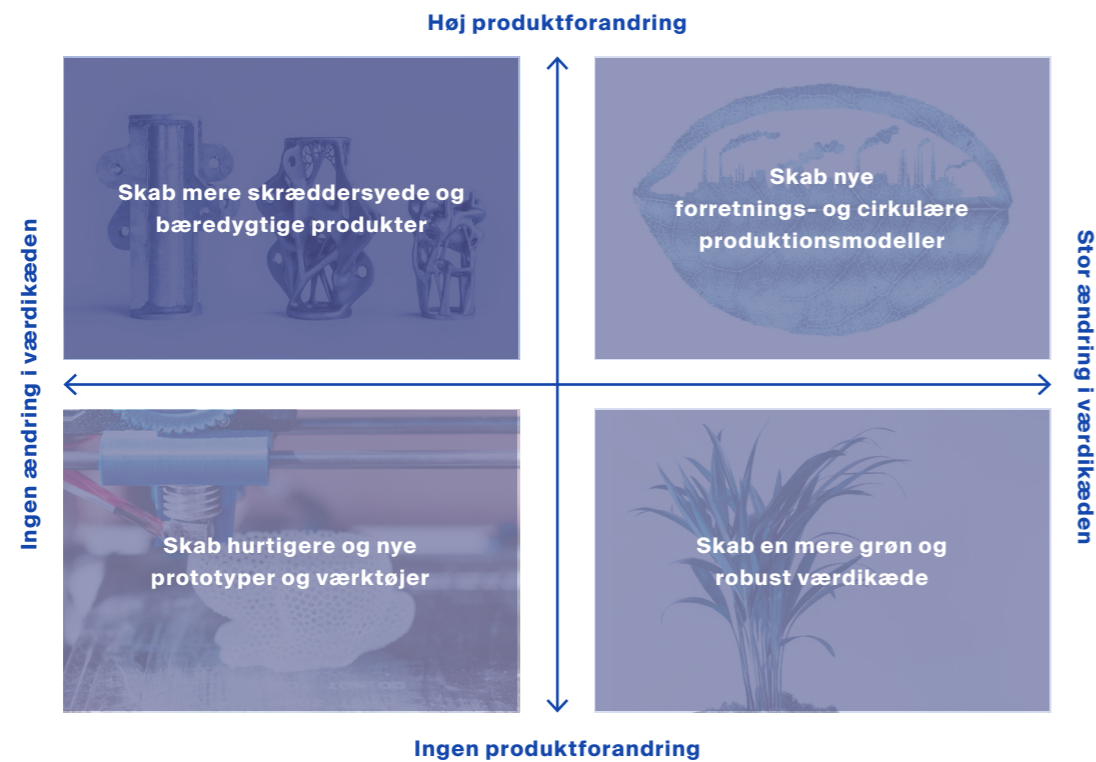 Høj produktforandring
Skab mere skræddersyede og
bæredygtige produkter
Skab nye
forretnings- og cirkulære
produktionsmodeller
Ingen ændring i værdikæden
Stor ændring i værdikæden
Skab hurtigere og nye
prototyper og værktøjer
Skab en mere grøn og
robust værdikæde
Ingen produktforandring